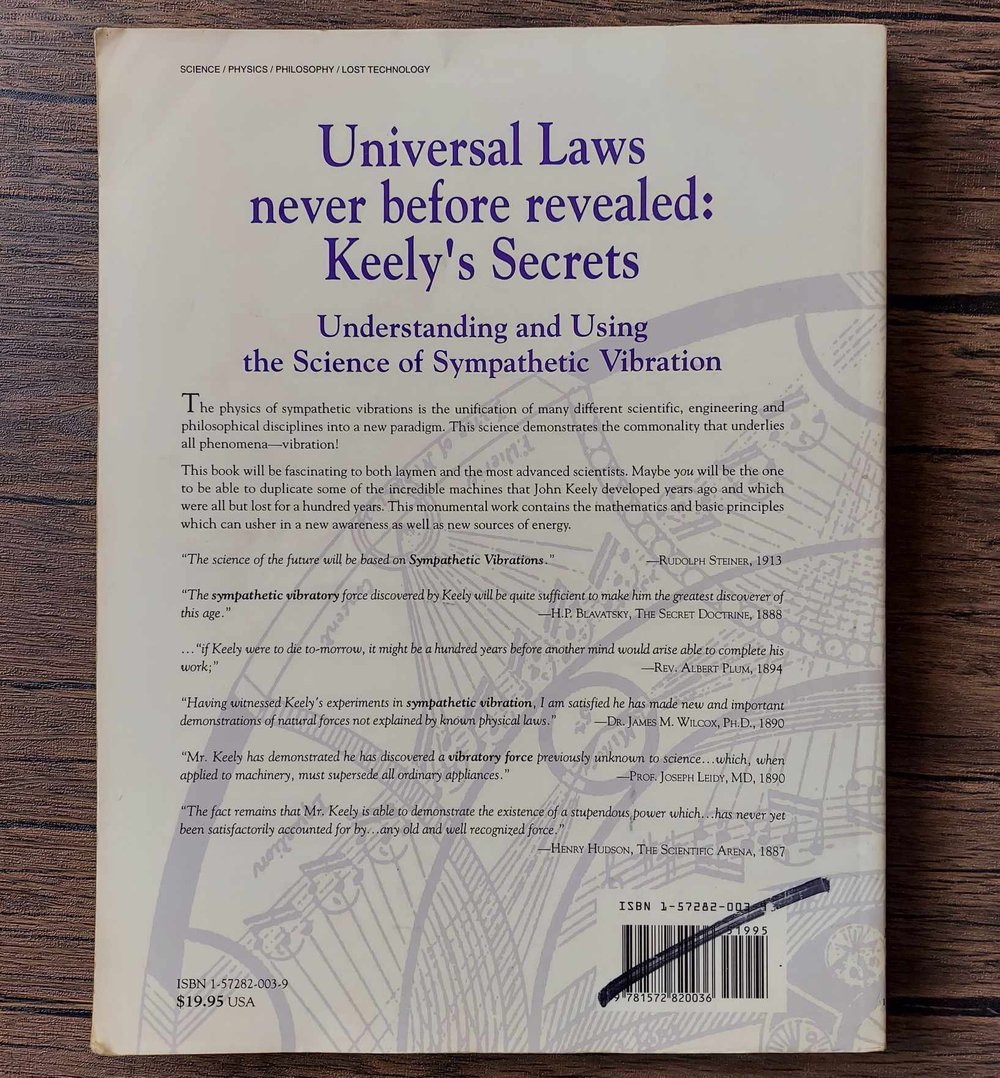 SCIENCE / PHYSICS / PHILOSOPHY / LOST TECHNOLOGY
Universal Laws
never before revealed:
Keely's Secrets
Understanding and Using
the Science of Sympathetic Vibration
The physics of sympathetic vibrations is the unification of many different scientific, engineering and
philosophical disciplines into a new paradigm. This science demonstrates the commonality that underlies
all phenomena—vibration!
This book will be fascinating to both laymen and the most advanced scientists. Maybe you will be the one
to be able to duplicate some of the incredible machines that John Keely developed years ago and which
were all but lost for a hundred years. This monumental work contains the mathematics and basic principles
which can usher in a new awareness as well as new sources of energy.
“The science of the future will be based on Sympathetic Vibrations.” —RUDOLPH STEINER, 1913
“The sympathetic vibratory force discovered by Keely will be quite sufficient to make him the greatest discoverer of
this age.” —H.P. BLAVATSKY, THE SECRET DOCTRINE, 1888
…“if Keely were to die to-morrow, it might be a hundred years before another mind would arise able to complete his
work;” —REV. ALBERT PLUM, 1894
“Having witnessed Keely's experiments in sympathetic vibration, I am satisfied he has made new and important
demonstrations of natural forces not explained by known physical laws.” —DR. JAMES M. WILCOX, PH.D., 1890
“Mr. Keely has demonstrated he has discovered a vibratory force previously unknown to science…which, when
applied to machinery, must supersede all ordinary appliances.” —PROF. JOSEPH LEIDY, MD, 1890
“The fact remains that Mr. Keely is able to demonstrate the existence of a stupendous power which…has never yet
been satisfactorily accounted for by…any old and well recognized force.”
—HENRY HUDSON, THE SCIENTIFIC ARENA, 1887
ISBN 1-57282-003-9
51995
9 781572 820036
ISBN 1-57282-003-9
$19.95 USA